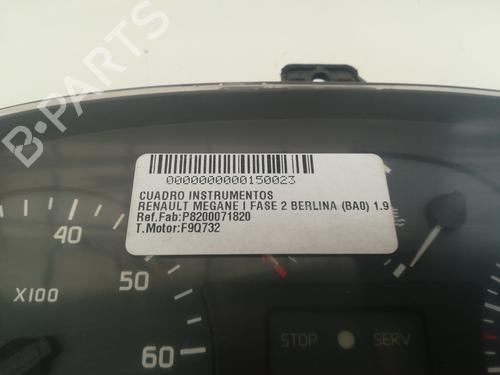 B-PARTS
0000000000150023
CUADRO INSTRUMENTOS
RENAULT MEGANE I FASE 2 BERLINA (BA0) 1.9
Ref.Fab:P8200071820
T.Motor:F9Q732
40
50
60
X100
STOP
SERV